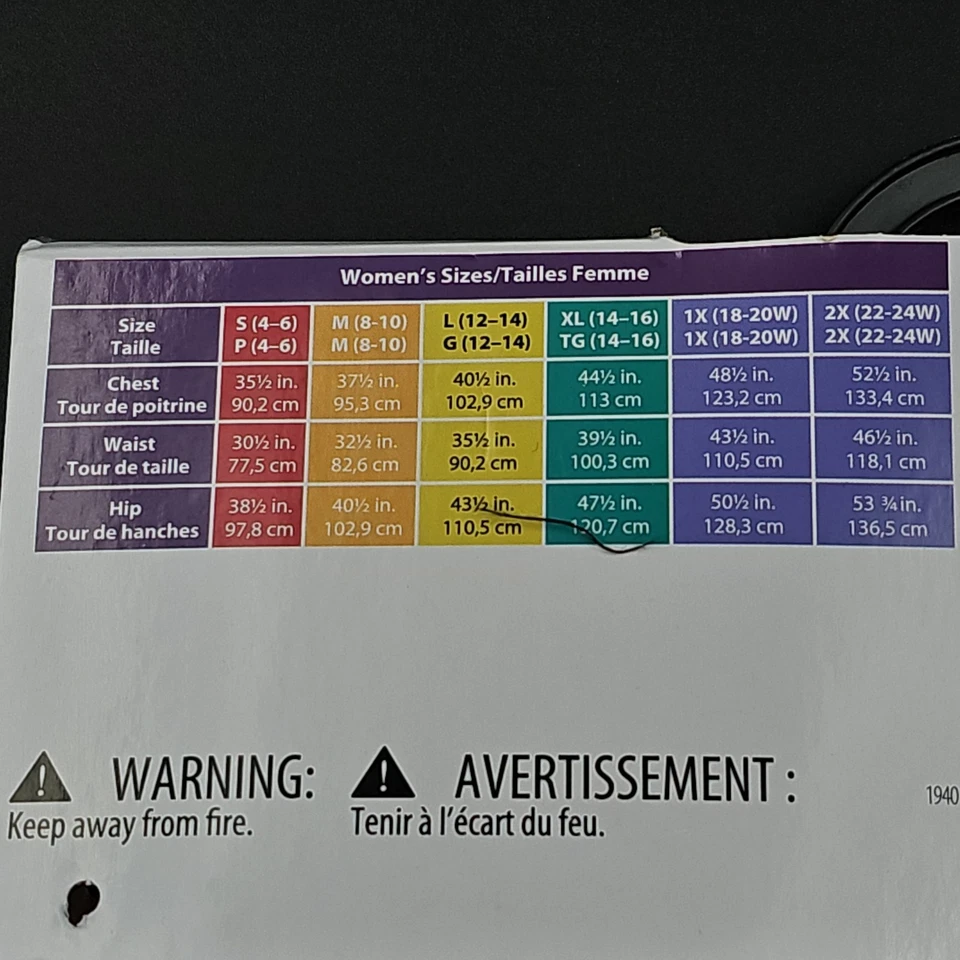 Women's Sizes/Tailles Femme
Size S (4–6) M (8-10) L (12–14) XL (14–16) 1X (18-20W) 2X (22-24W)
Taille P (4–6) M (8-10) G (12–14) TG (14–16) 1X (18-20W) 2X (22-24W)
Chest 35½ in. 37½ in. 40½ in. 44½ in. 48½ in. 52½ in.
Tour de poitrine 90,2 cm 95,3 cm 102,9 cm 113 cm 123,2 cm 133,4 cm
Waist 30½ in. 32½ in. 35½ in. 39½ in. 43½ in. 46½ in.
Tour de taille 77,5 cm 82,6 cm 90,2 cm 100,3 cm 110,5 cm 118,1 cm
Hip 38½ in. 40½ in. 43½ in. 47½ in. 50½ in. 53 ¾ in.
Tour de hanches 97,8 cm 102,9 cm 110,5 cm 120,7 cm 128,3 cm 136,5 cm
WARNING: AVERTISSEMENT :
Keep away from fire. Tenir à l'écart du feu.
1940